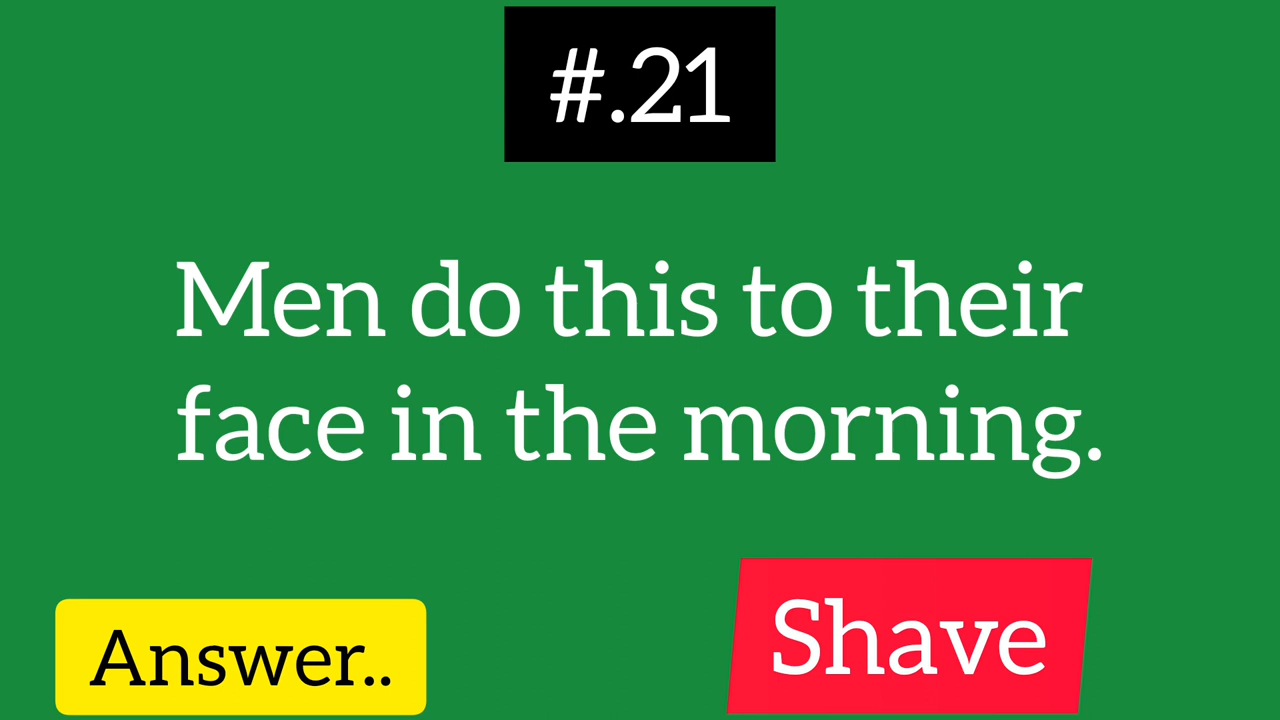 #.21
Men do this to their
face in the morning.
Answer..
Shave